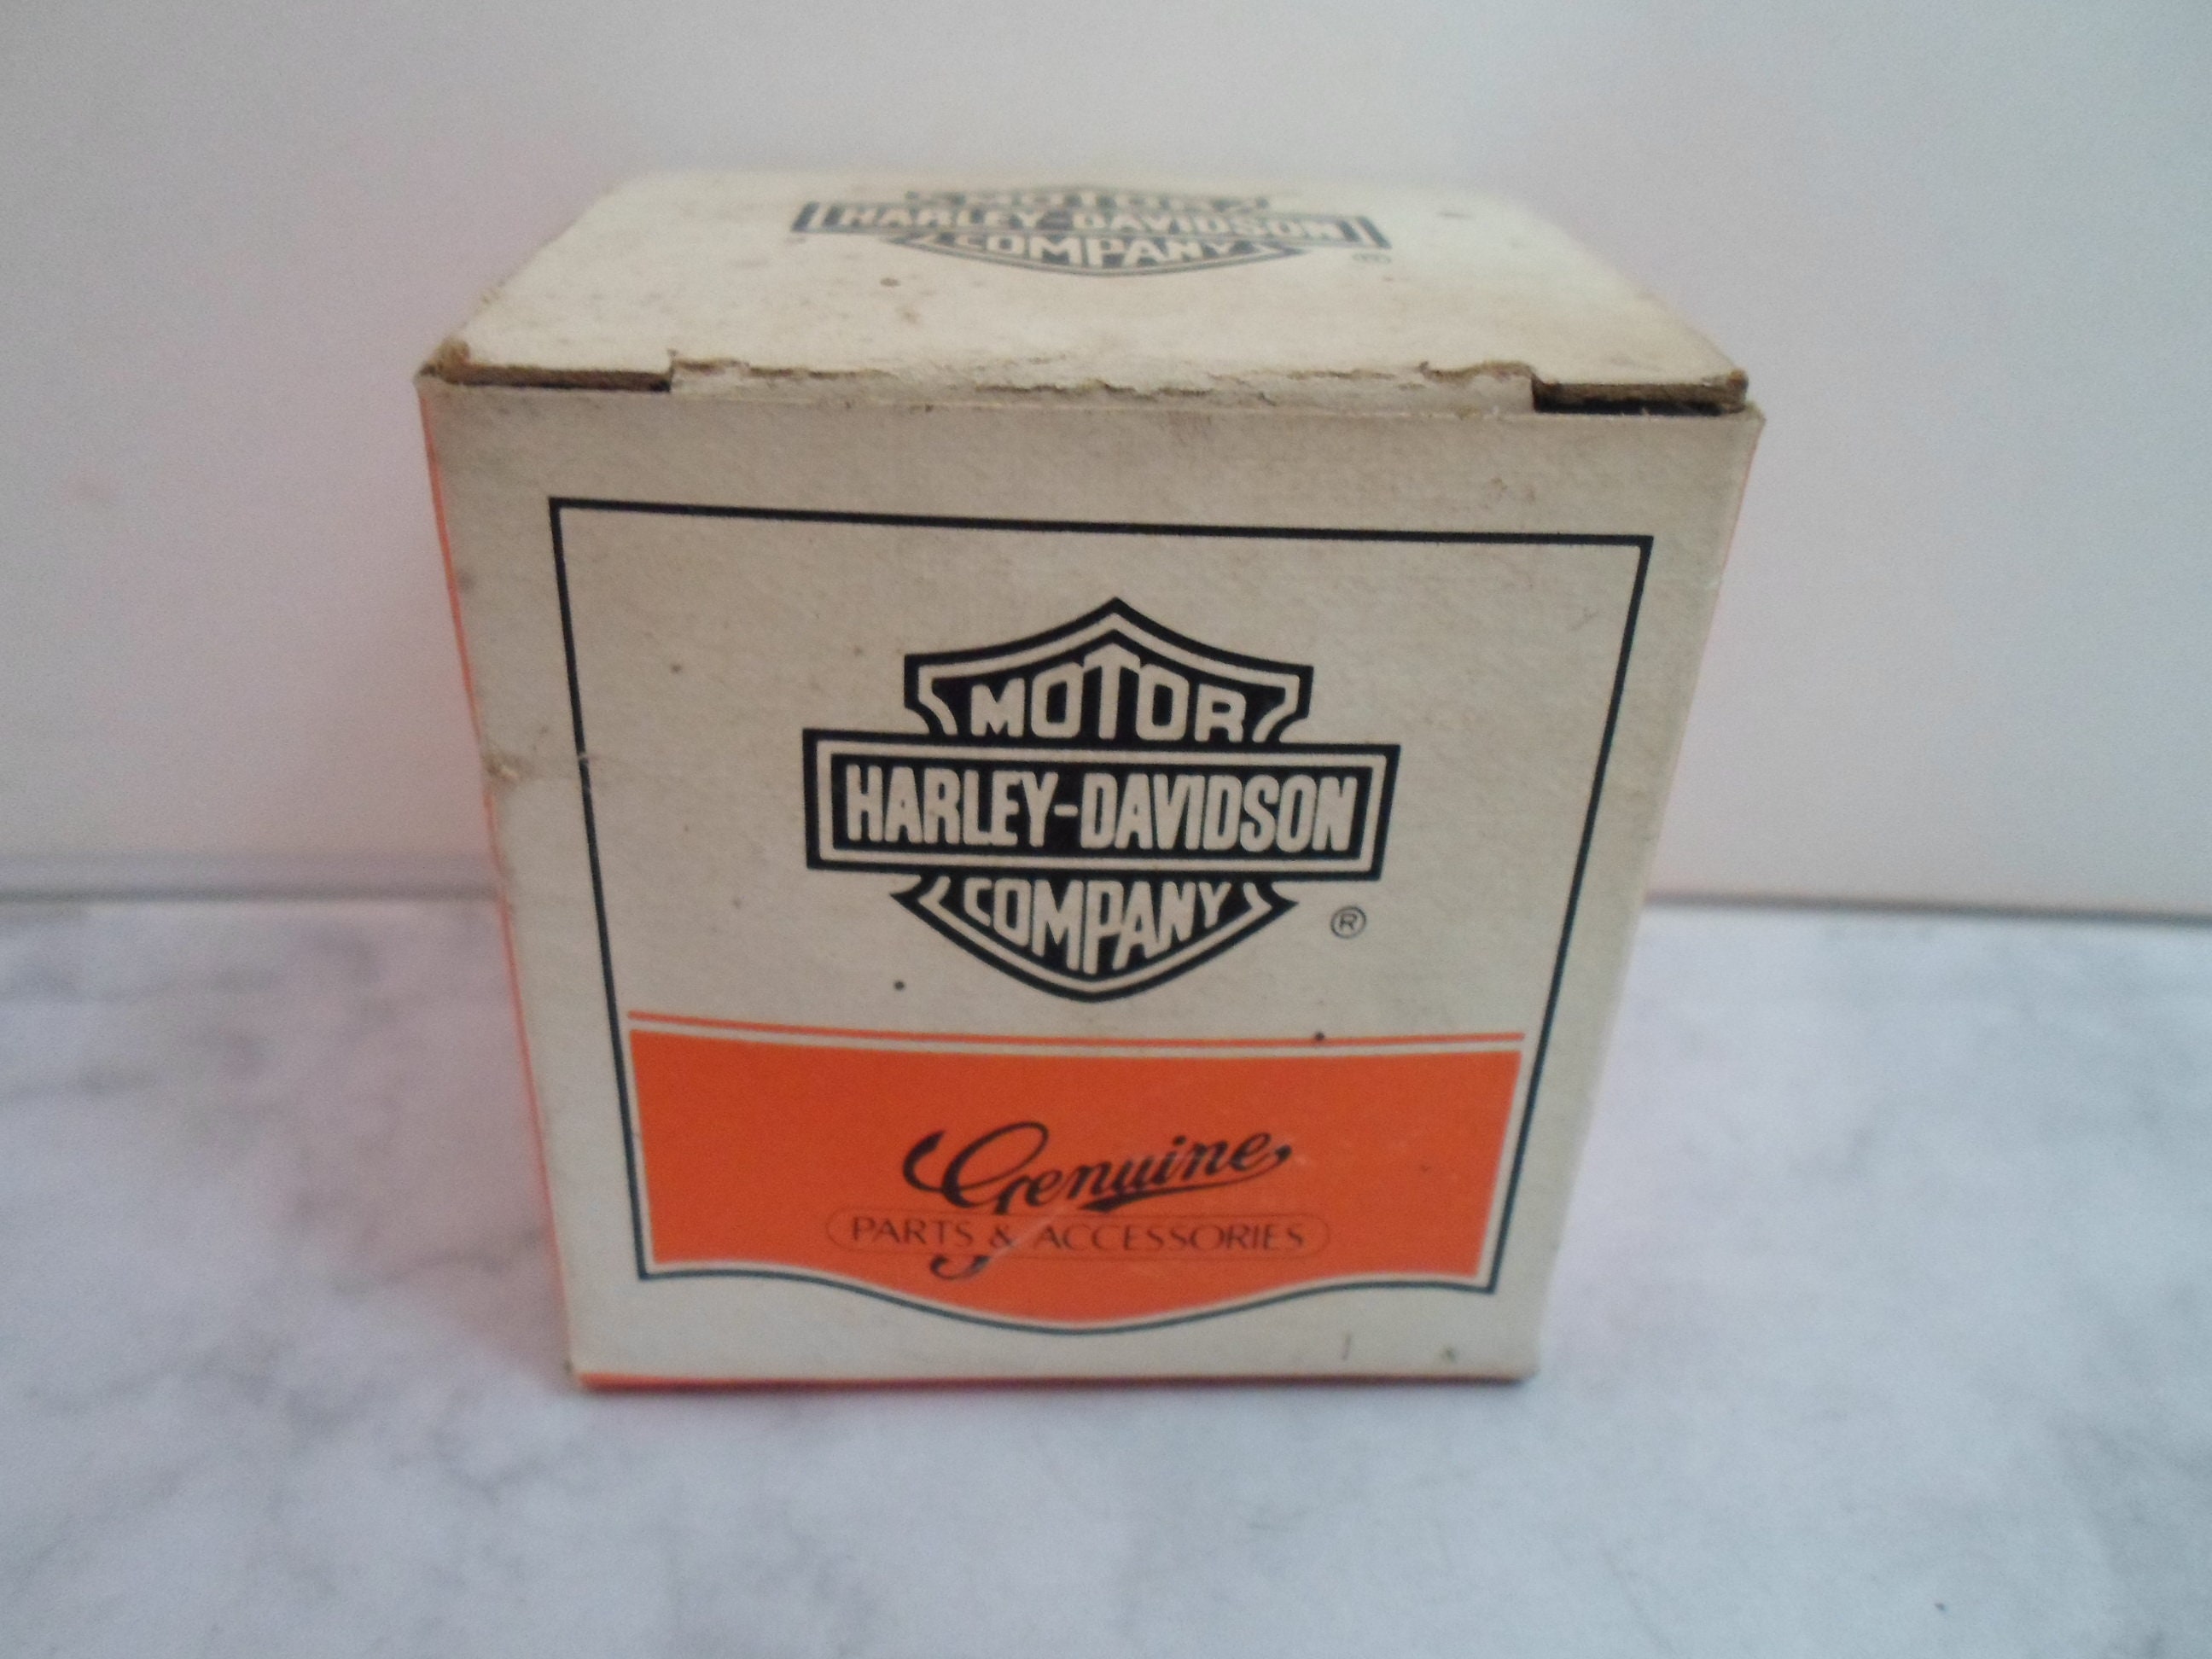 MOTOR
HARLEY-DAVIDSON
COMPANY
®
MOTOR
HARLEY-DAVIDSON
COMPANY
®
Genuine
PARTS & ACCESSORIES